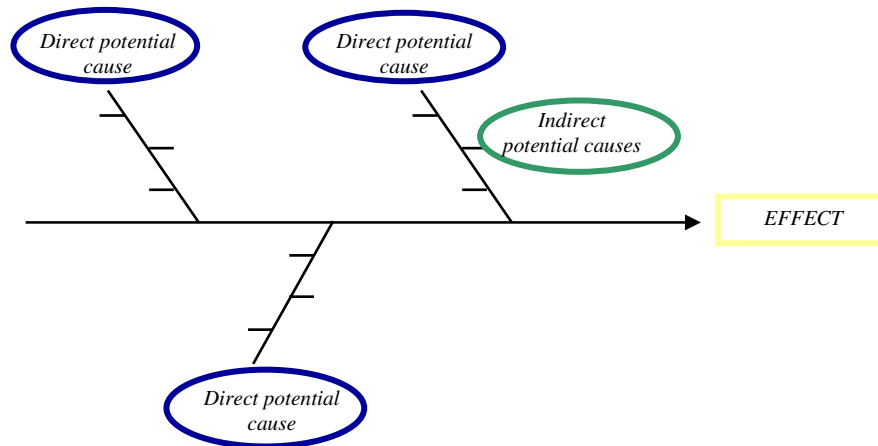 Direct potential
cause
Direct potential
cause
Indirect
potential causes
EFFECT
Direct potential
cause